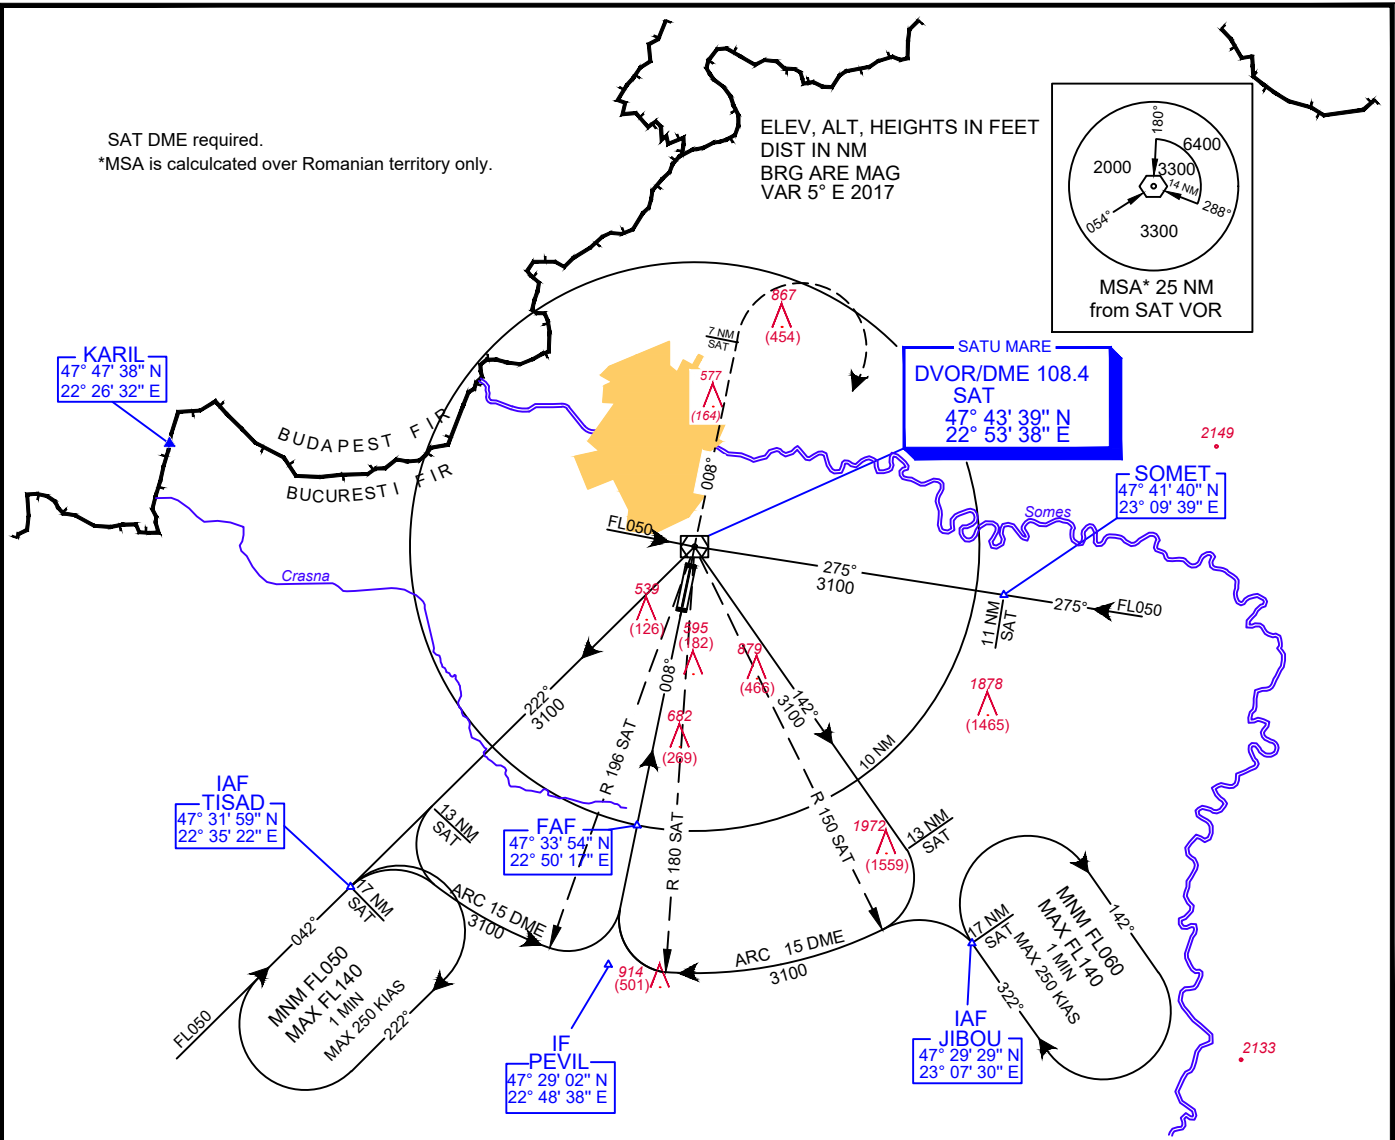 SAT DME required.
*MSA is calculcated over Romanian territory only.
ELEV, ALT, HEIGHTS IN FEET
DIST IN NM
BRG ARE MAG
VAR 5° E 2017
180°
6400
2000
3300
14 NM
288°
054°
3300
MSA* 25 NM
from SAT VOR
867
(454)
7 NM
SAT
577
(164)
KARIL
47° 47' 38" N
22° 26' 32" E
SATU MARE
DVOR/DME 108.4
SAT
47° 43' 39" N
22° 53' 38" E
BUDAPEST FIR
BUCURESTI FIR
2149
SOMET
47° 41' 40" N
23° 09' 39" E
008°
FL050
Somes
Crasna
275°
3100
275°
FL050
11 NM
SAT
539
(126)
595
(182)
879
(466)
008°
222°
3100
142°
3100
1878
(1465)
682
(269)
R 196 SAT
R 180 SAT
R 150 SAT
10 NM
IAF
TISAD
47° 31' 59" N
22° 35' 22" E
13 NM
SAT
FAF
47° 33' 54" N
22° 50' 17" E
1972
(1559)
13 NM
SAT
17 NM
SAT
ARC 15 DME
3100
042°
FL050
MNM FL050
MAX FL140
1 MIN
MAX 250 KIAS
222°
914
(501)
ARC 15 DME
3100
17 NM
SAT
MNM FL060
MAX FL140
1 MIN
MAX 250 KIAS
142°
322°
IF
PEVIL
47° 29' 02" N
22° 48' 38" E
IAF
JIBOU
47° 29' 29" N
23° 07' 30" E
2133